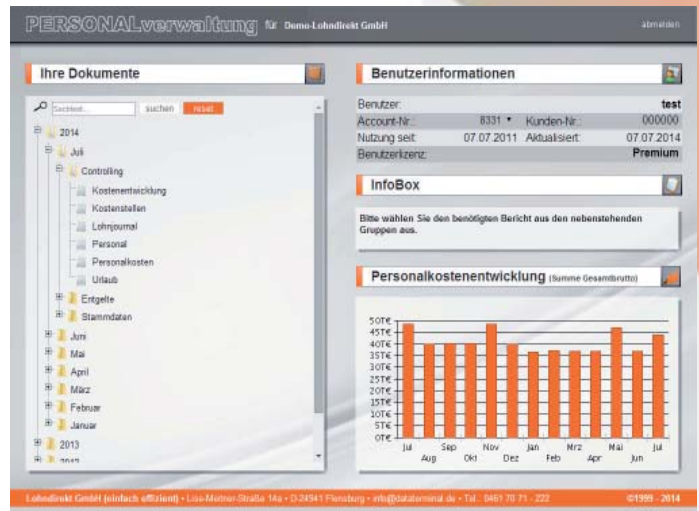 PERSONALverwaltung für Demo-Lohndirekt GmbH
abmelden
Ihre Dokumente
Suchtext...
suchen
reset
2014
Juli
Controlling
Kostenentwicklung
Kostenstellen
Lohnjournal
Personal
Personalkosten
Urlaub
Entgelte
Stammdaten
Juni
Mai
April
März
Februar
Januar
2013
2012
Benutzerinformationen
Benutzer: test
Account-Nr.: 8331 Kunden-Nr.: 000000
Nutzung seit: 07.07.2011 Aktualisiert: 07.07.2014
Benutzerlizenz: Premium
InfoBox
Bitte wählen Sie den benötigten Bericht aus den nebenstehenden
Gruppen aus.
Personalkostenentwicklung (Summe Gesamtbrutto)
50T€
45T€
40T€
35T€
30T€
25T€
20T€
15T€
10T€
5T€
0T€
Jul Sep Nov Jan Mrz Mai Jul
Aug Okt Dez Feb Apr Jun
Lohndirekt GmbH (einfach effizient) • Lise-Meitner-Straße 14a • D-24941 Flensburg • info@dataterminal.de • Tel.: 0461 70 71 - 222
©1999 - 2014